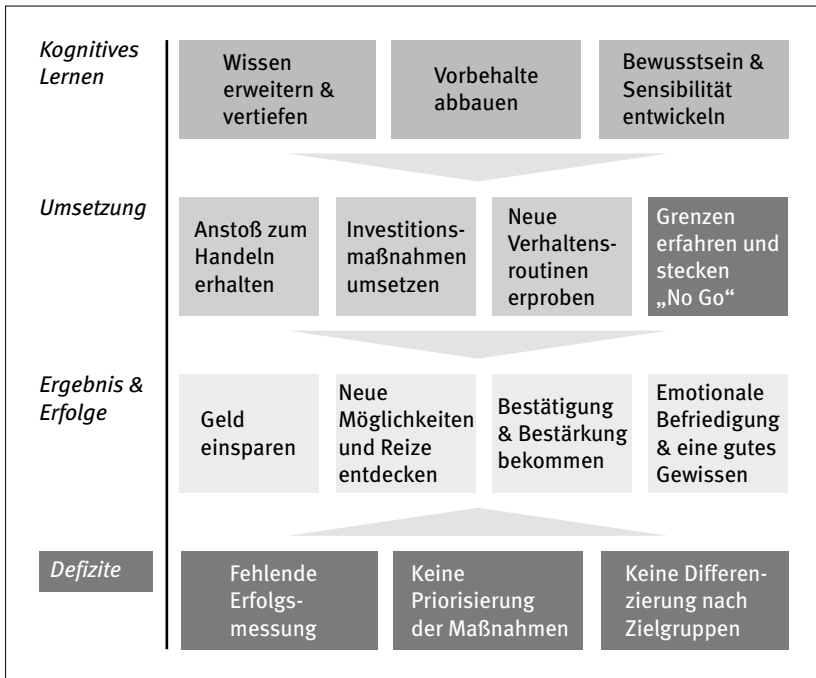 Kognitives
Lernen
Wissen
erweitern &
vertiefen
Vorbehalte
abbauen
Bewusstsein &
Sensibilität
entwickeln
Umsetzung
Anstoß zum
Handeln
erhalten
Investitions-
maßnahmen
umsetzen
Neue
Verhaltens-
routinen
erproben
Grenzen
erfahren und
stecken
„No Go“
Ergebnis &
Erfolge
Geld
einsparen
Neue
Möglichkeiten
und Reize
entdecken
Bestätigung
& Bestärkung
bekommen
Emotionale
Befriedigung
& eine gutes
Gewissen
Defizite
Fehlende
Erfolgs-
messung
Keine
Priorisierung
der Maßnahmen
Keine Differen-
zierung nach
Zielgruppen